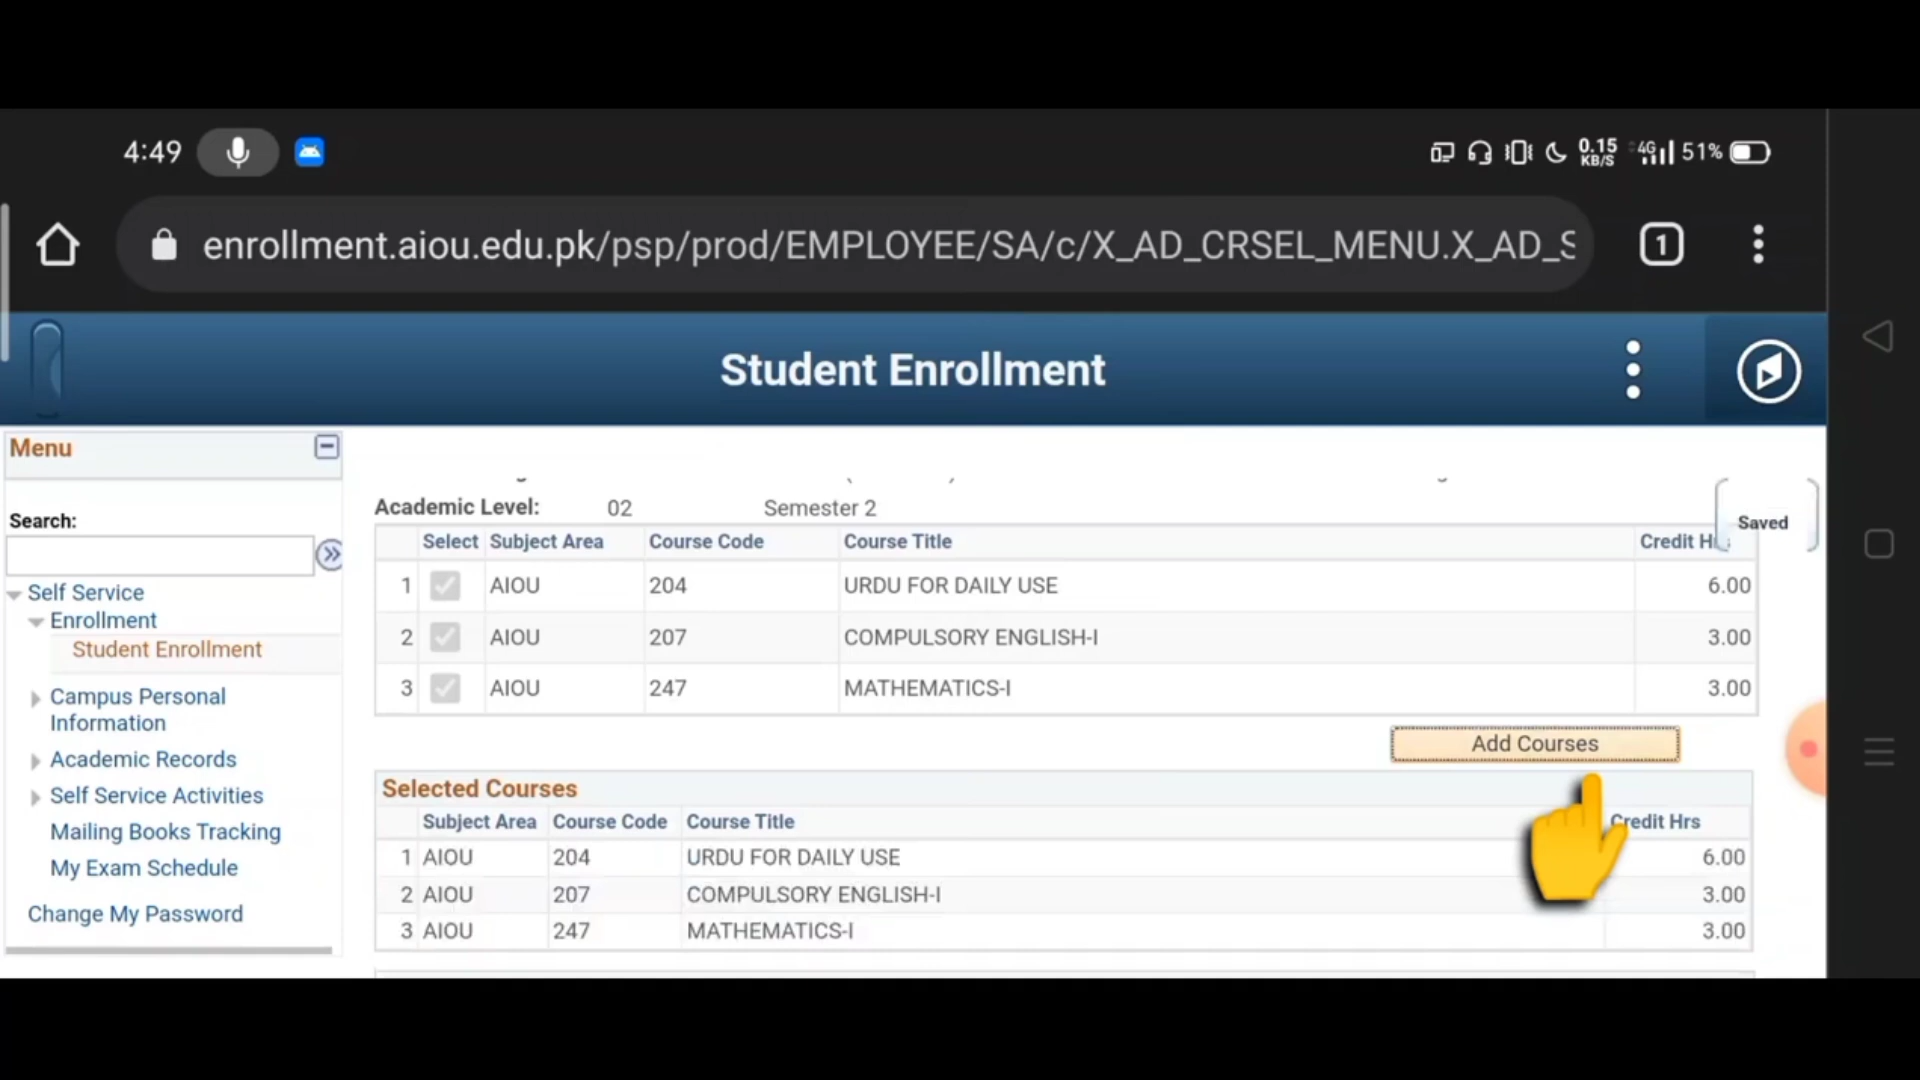 4:49 0.15 KB/S 4G 51%
enrollment.aiou.edu.pk/psp/prod/EMPLOYEE/SA/c/X_AD_CRSEL_MENU.X_AD_S 1
Student Enrollment
Menu
Search:
Self Service
Enrollment
Student Enrollment
Campus Personal
Information
Academic Records
Self Service Activities
Mailing Books Tracking
My Exam Schedule
Change My Password
Academic Level: 02 Semester 2
Saved
Select Subject Area Course Code Course Title Credit Hrs
1 AIOU 204 URDU FOR DAILY USE 6.00
2 AIOU 207 COMPULSORY ENGLISH-I 3.00
3 AIOU 247 MATHEMATICS-I 3.00
Add Courses
Selected Courses
Subject Area Course Code Course Title Credit Hrs
1 AIOU 204 URDU FOR DAILY USE 6.00
2 AIOU 207 COMPULSORY ENGLISH-I 3.00
3 AIOU 247 MATHEMATICS-I 3.00